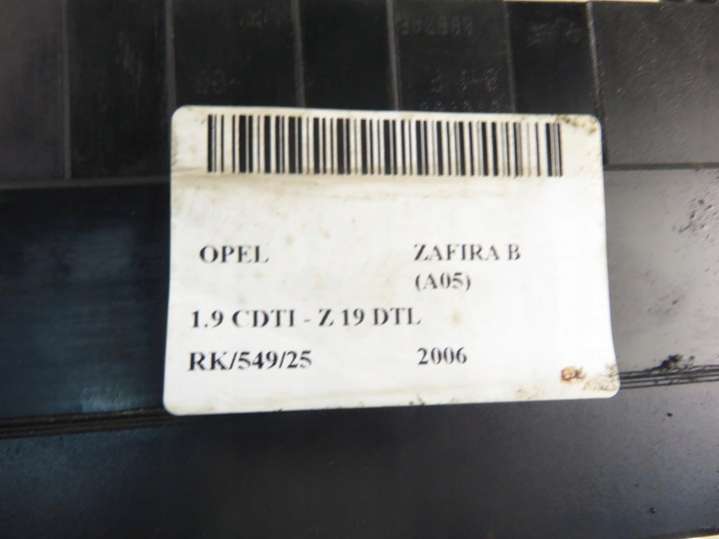 OPEL ZAFIRA B
(A05)
1.9 CDTI - Z 19 DTL
RK/549/25 2006